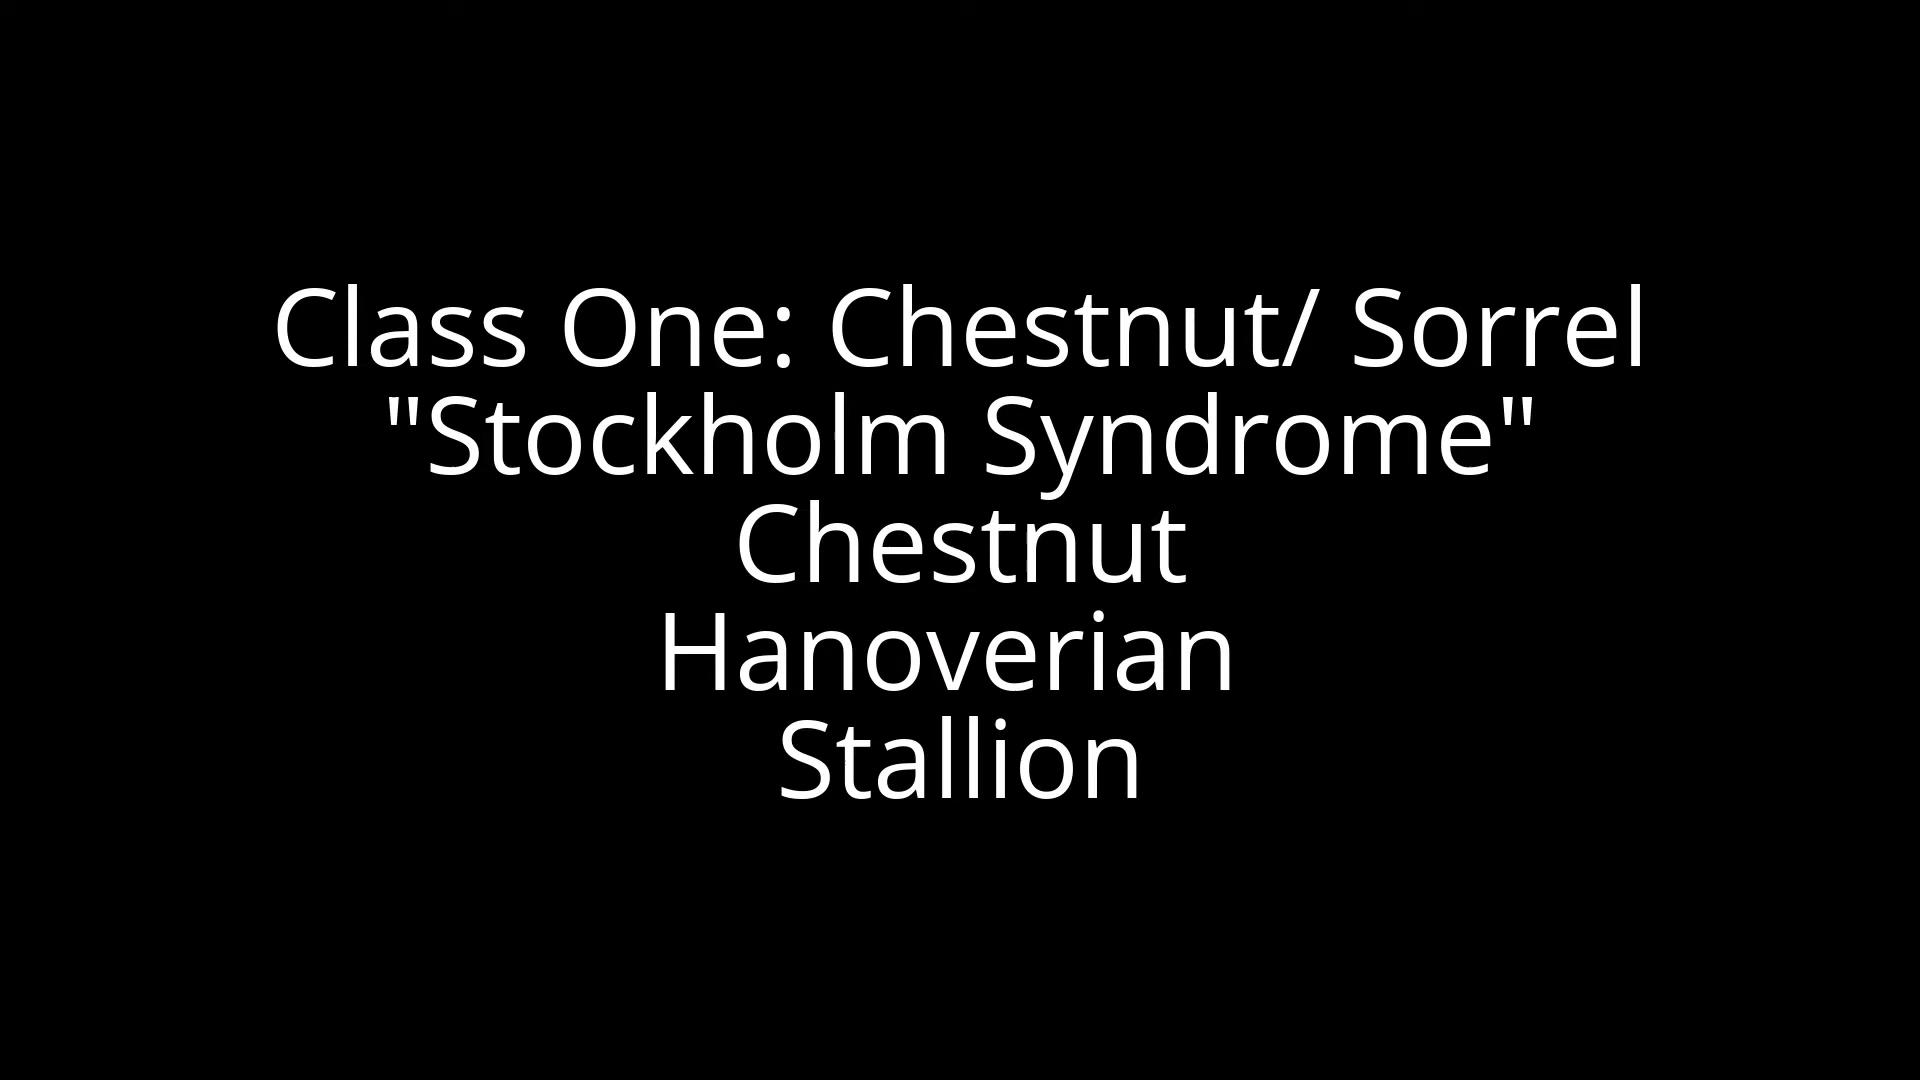 Class One: Chestnut/ Sorrel
"Stockholm Syndrome"
Chestnut
Hanoverian
Stallion